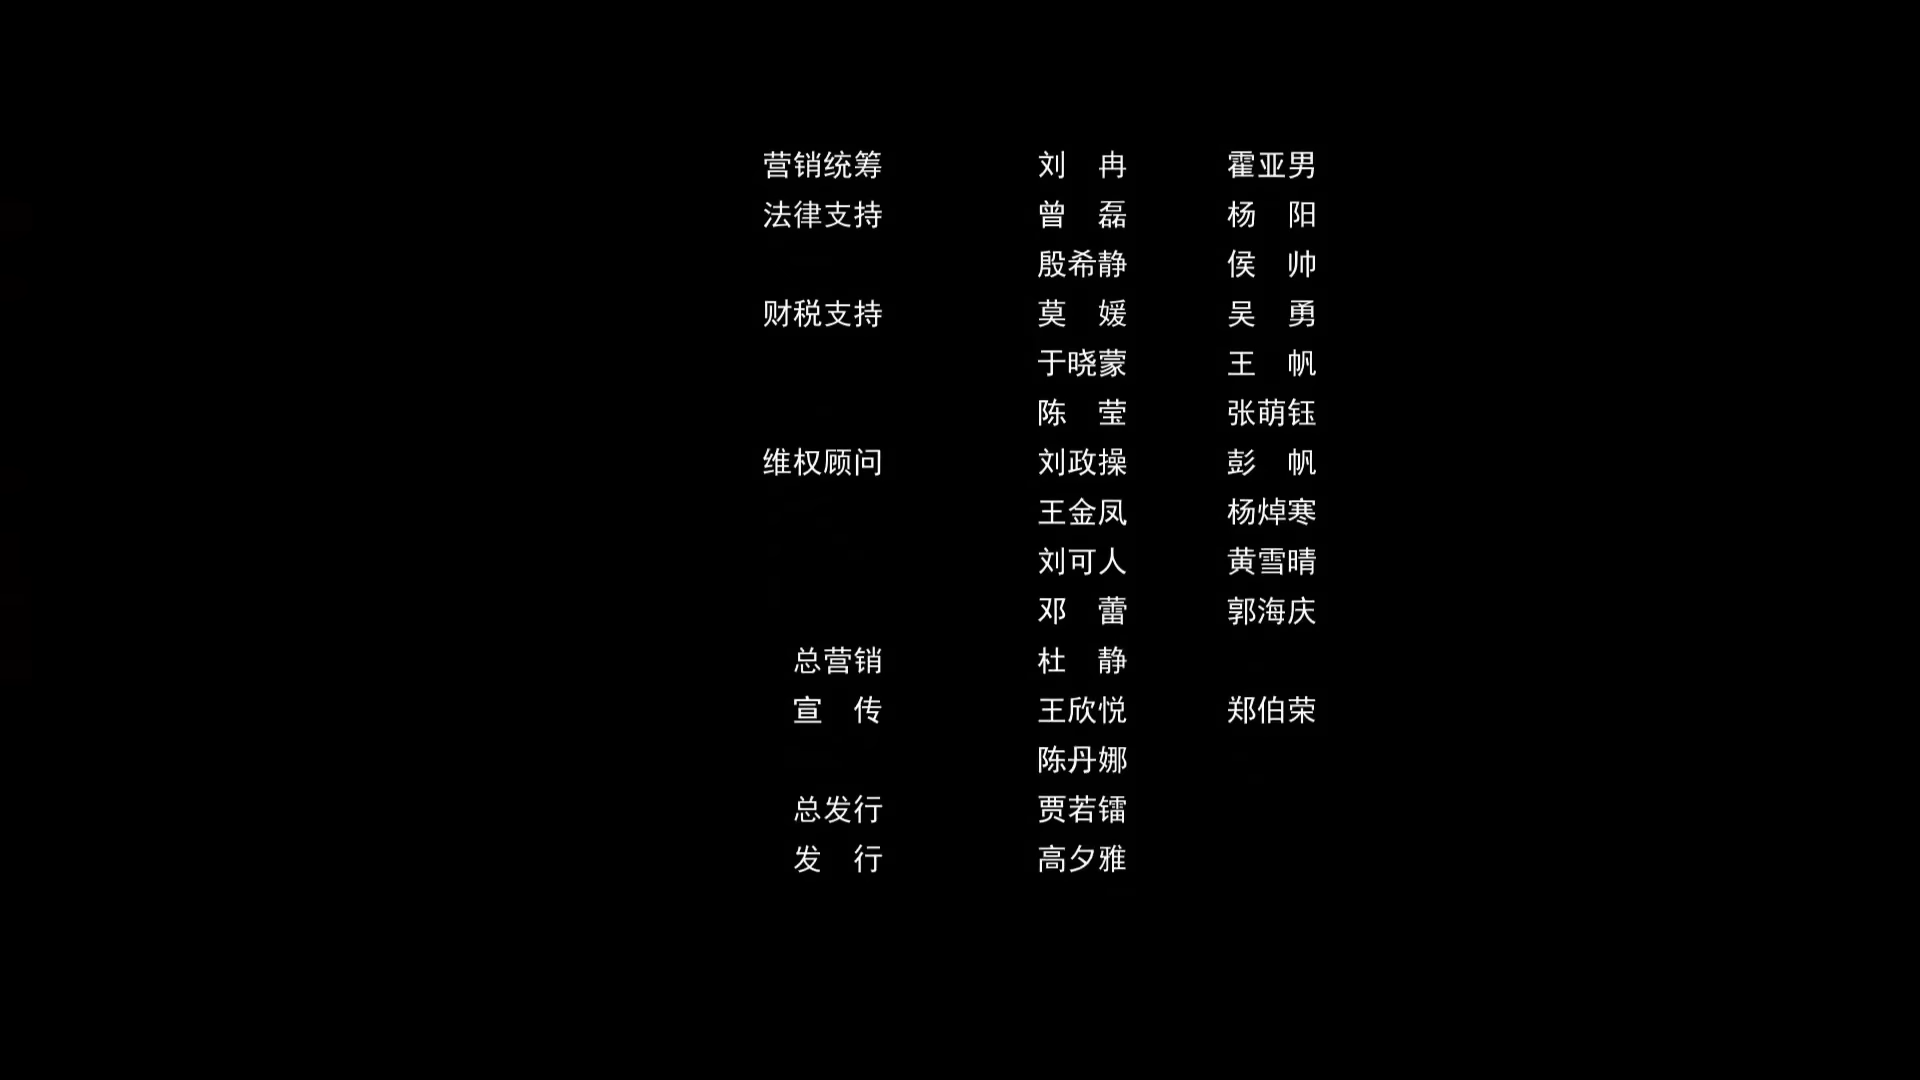 营销统筹 刘 冉 霍亚男
法律支持 曾 磊 杨 阳
殷希静 侯 帅
财税支持 莫 媛 吴 勇
于晓蒙 王 帆
陈 莹 张萌钰
维权顾问 刘政操 彭 帆
王金凤 杨焯寒
刘可人 黄雪晴
邓 蕾 郭海庆
总营销 杜 静
宣 传 王欣悦 郑伯荣
陈丹娜
总发行 贾若镭
发 行 高夕雅